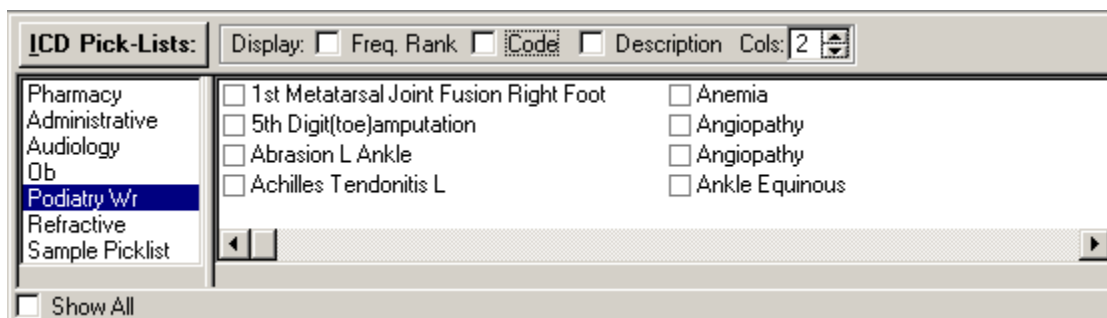 ICD Pick-Lists: Display: Freq. Rank Code Description Cols: 2
Pharmacy
Administrative
Audiology
Ob
Podiatry Wr
Refractive
Sample Picklist
1st Metatarsal Joint Fusion Right Foot
5th Digit(toe)amputation
Abrasion L Ankle
Achilles Tendonitis L
Anemia
Angiopathy
Angiopathy
Ankle Equinous
Show All